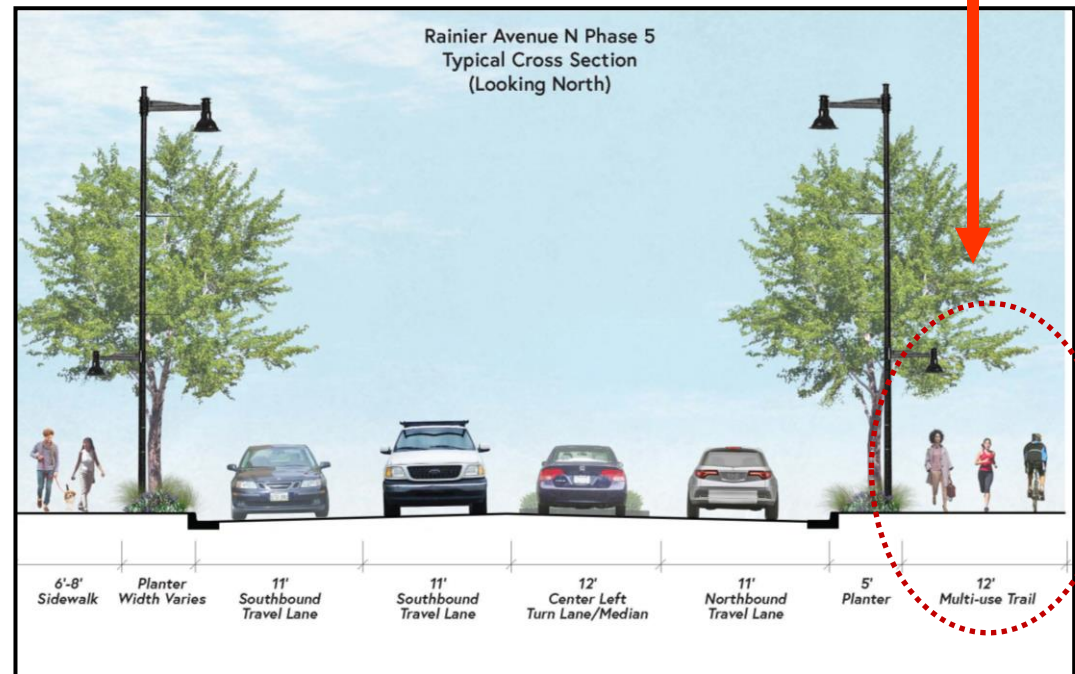 Rainier Avenue N Phase 5
Typical Cross Section
(Looking North)
6'-8'
Sidewalk
Planter
Width Varies
11'
Southbound
Travel Lane
11'
Southbound
Travel Lane
12'
Center Left
Turn Lane/Median
11'
Northbound
Travel Lane
5'
Planter
12'
Multi-use Trail